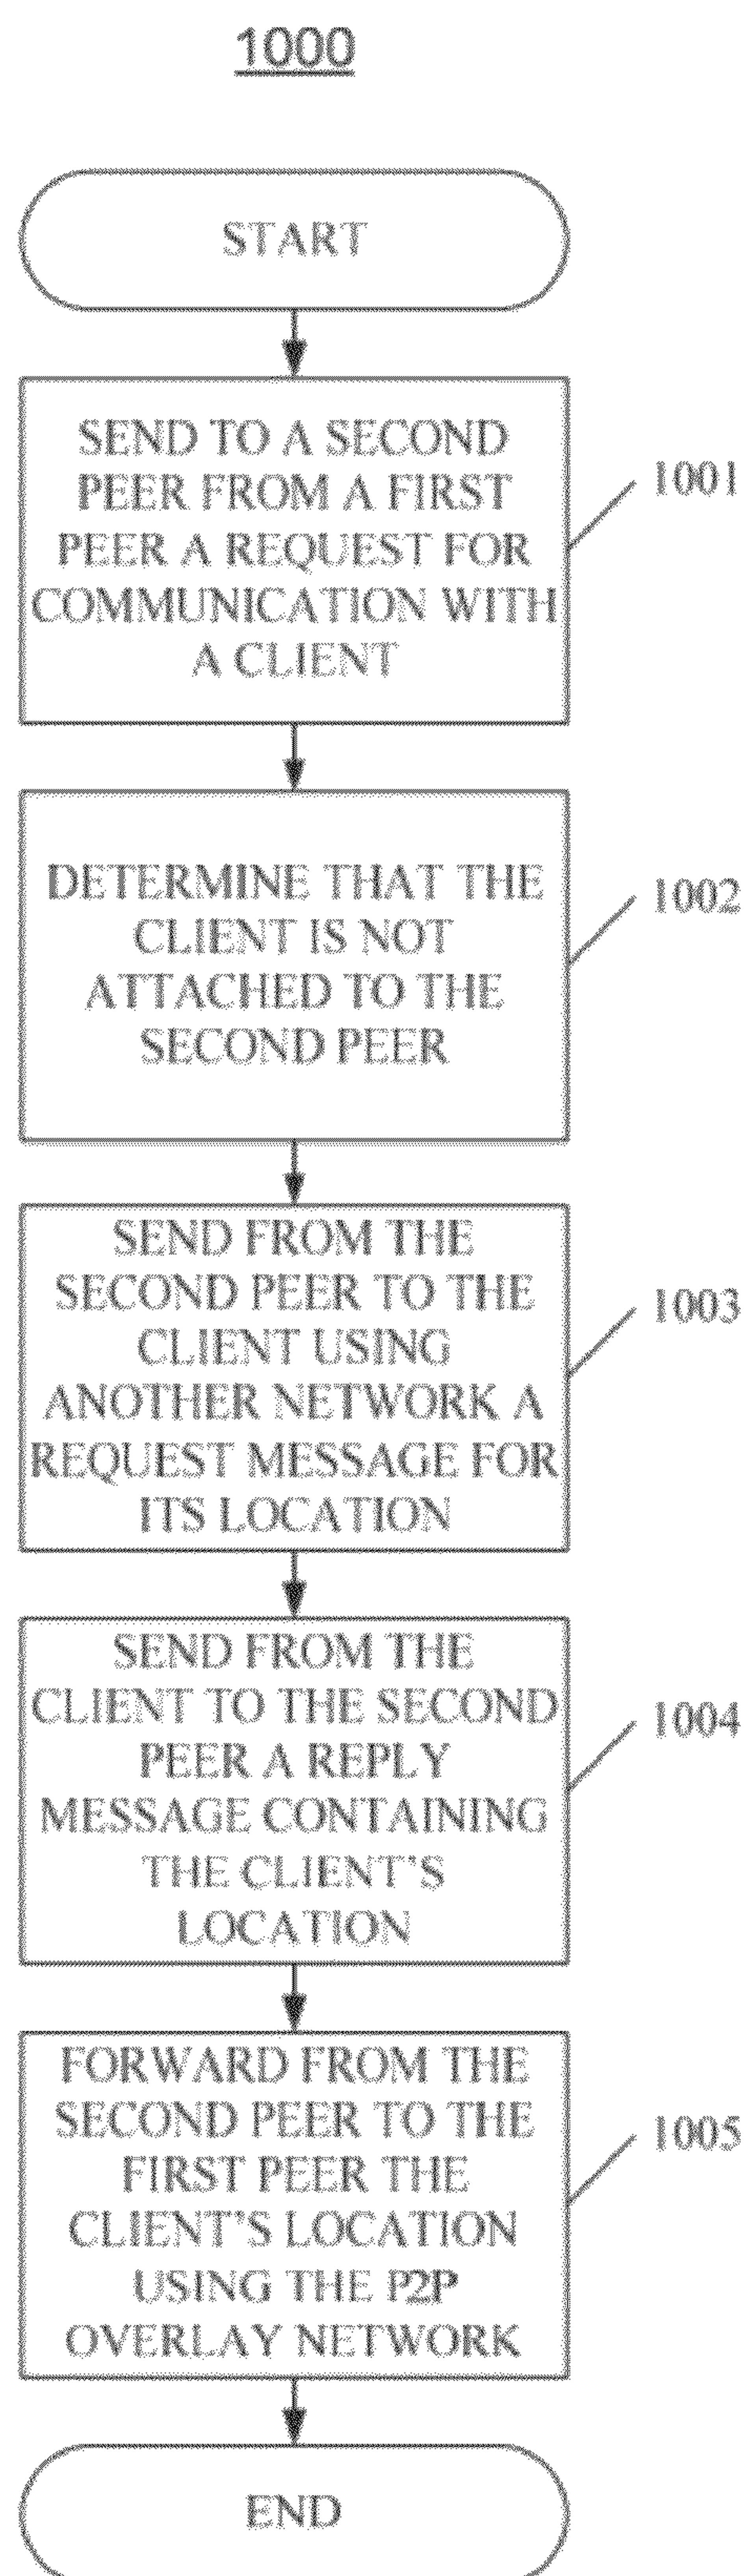 1000
START
SEND TO A SECOND
PEER FROM A FIRST
PEER A REQUEST FOR
COMMUNICATION WITH
A CLIENT
1001
DETERMINE THAT THE
CLIENT IS NOT
ATTACHED TO THE
SECOND PEER
1002
SEND FROM THE
SECOND PEER TO THE
CLIENT USING
ANOTHER NETWORK A
REQUEST MESSAGE FOR
ITS LOCATION
1003
SEND FROM THE
CLIENT TO THE SECOND
PEER A REPLY
MESSAGE CONTAINING
THE CLIENT'S
LOCATION
1004
FORWARD FROM THE
SECOND PEER TO THE
FIRST PEER THE
CLIENT'S LOCATION
USING THE P2P
OVERLAY NETWORK
1005
END